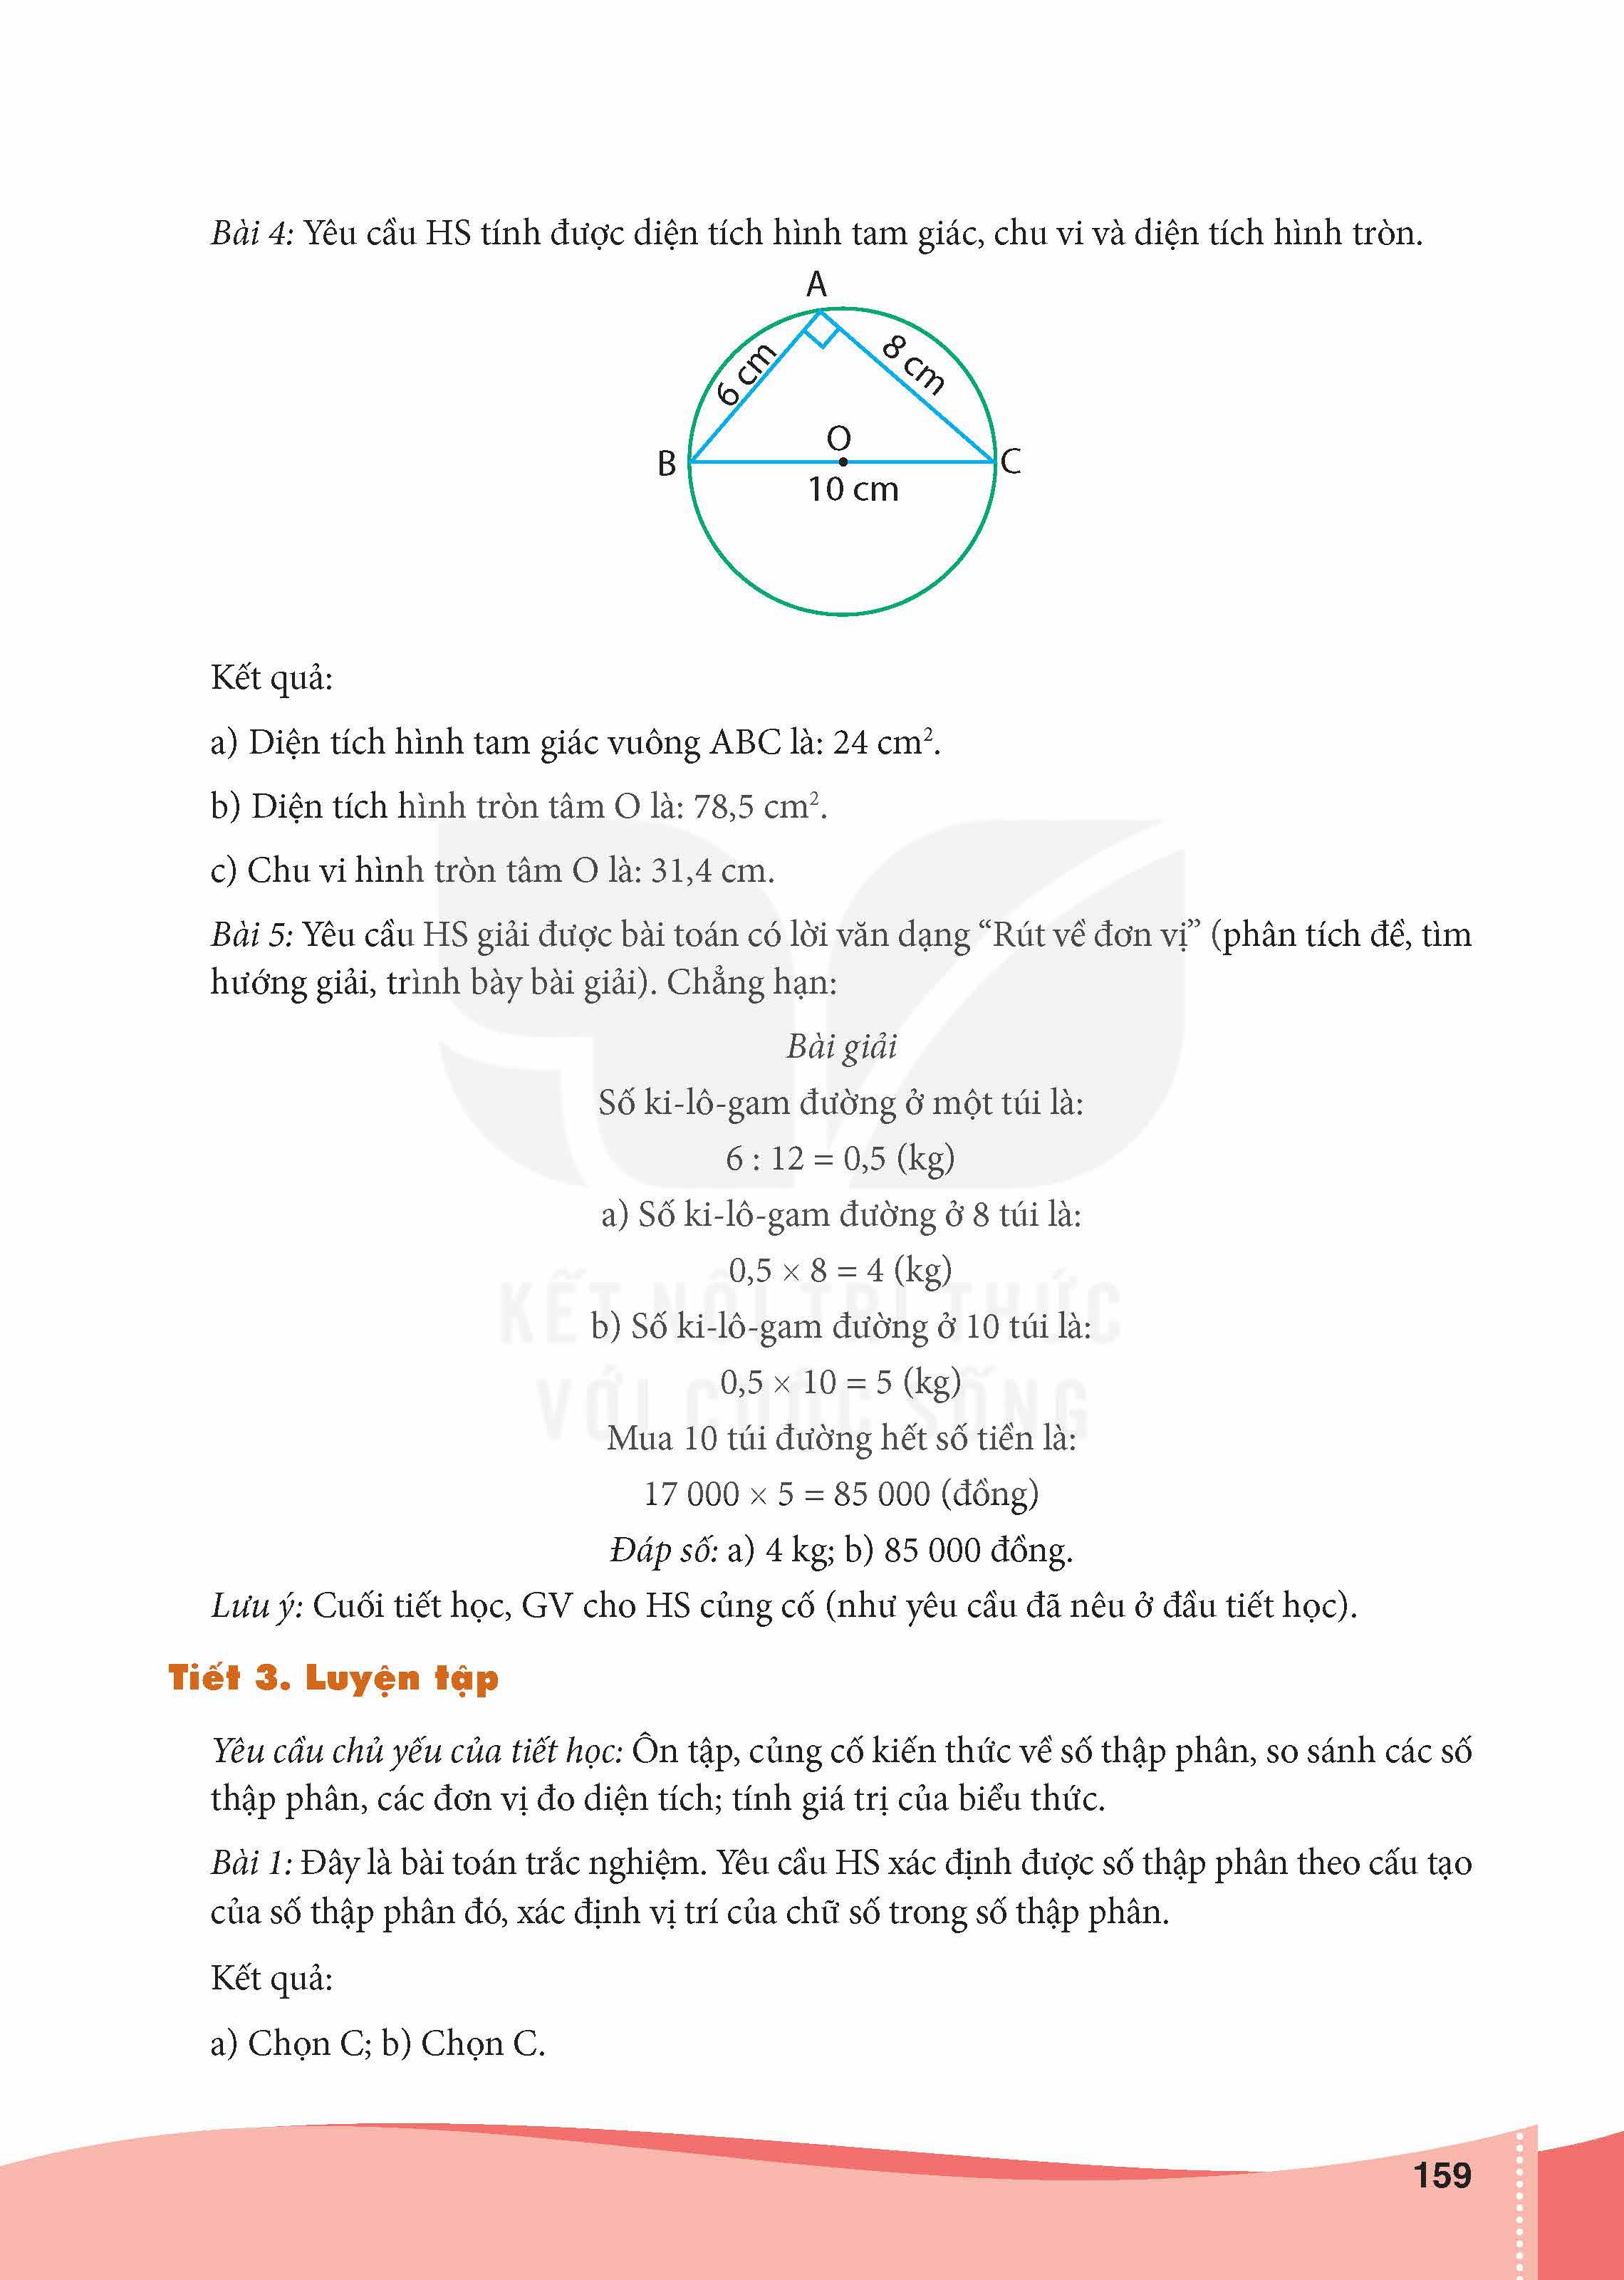 Bài 4: Yêu cầu HS tính được diện tích hình tam giác, chu vi và diện tích hình tròn.
A
6 cm
8 cm
O
B
C
10 cm
Kết quả:
a) Diện tích hình tam giác vuông ABC là: 24 cm².
b) Diện tích hình tròn tâm O là: 78,5 cm².
c) Chu vi hình tròn tâm O là: 31,4 cm.
Bài 5: Yêu cầu HS giải được bài toán có lời văn dạng “Rút về đơn vị” (phân tích đề, tìm
hướng giải, trình bày bài giải). Chẳng hạn:
Bài giải
Số ki-lô-gam đường ở một túi là:
6 : 12 = 0,5 (kg)
a) Số ki-lô-gam đường ở 8 túi là:
0,5 × 8 = 4 (kg)
KẾT NỐI TRI THỨC
b) Số ki-lô-gam đường ở 10 túi là:
0,5 × 10 = 5 (kg)
VỚI CUỘC SỐNG
Mua 10 túi đường hết số tiền là:
17 000 × 5 = 85 000 (đồng)
Đáp số: a) 4 kg; b) 85 000 đồng.
Lưu ý: Cuối tiết học, GV cho HS củng cố (như yêu cầu đã nêu ở đầu tiết học).
Tiết 3. Luyện tập
Yêu cầu chủ yếu của tiết học: Ôn tập, củng cố kiến thức về số thập phân, so sánh các số
thập phân, các đơn vị đo diện tích; tính giá trị của biểu thức.
Bài 1: Đây là bài toán trắc nghiệm. Yêu cầu HS xác định được số thập phân theo cấu tạo
của số thập phân đó, xác định vị trí của chữ số trong số thập phân.
Kết quả:
a) Chọn C; b) Chọn C.
159